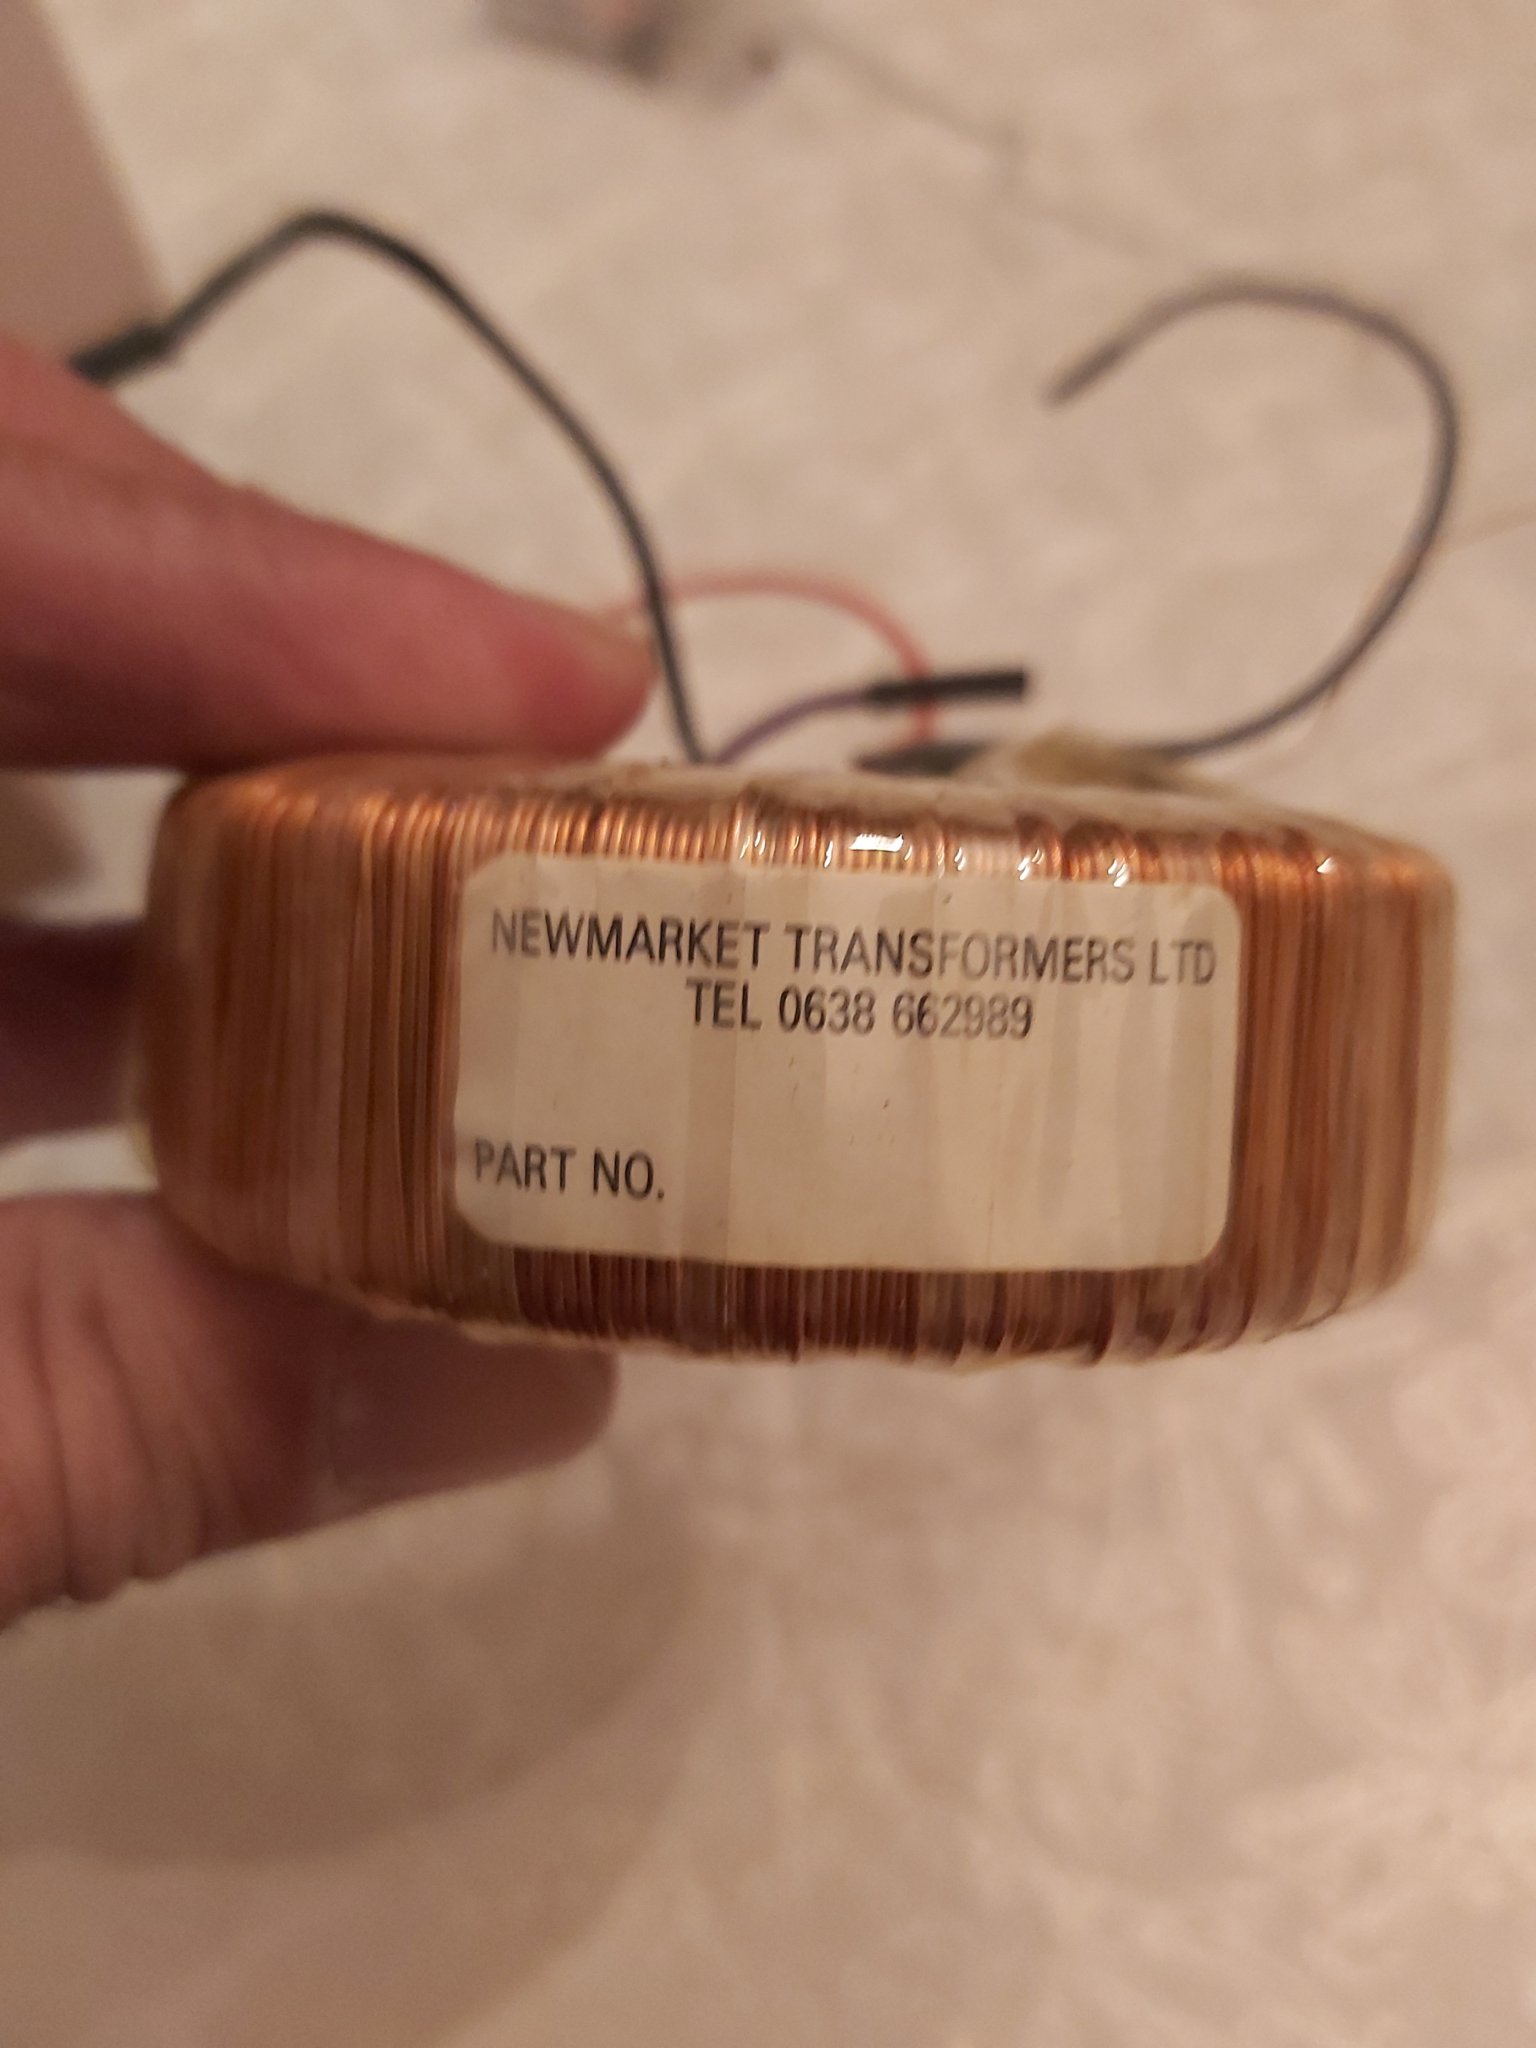 NEWMARKET TRANSFORMERS LTD
TEL 0638 662989
PART NO.